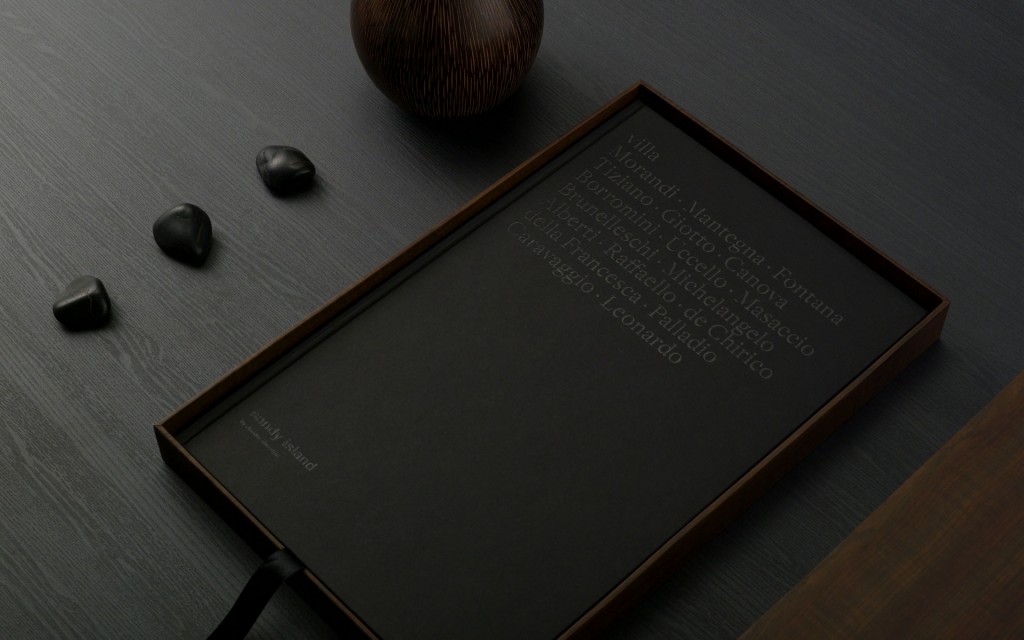 Villa
Morandi · Mantegna · Fontana
Tiziano · Giotto · Canova
Borromini · Uccello · Masaccio
Brunelleschi · Michelangelo
Alberti · Raffaello · de Chirico
della Francesca · Palladio
Caravaggio · Leonardo
nandy island